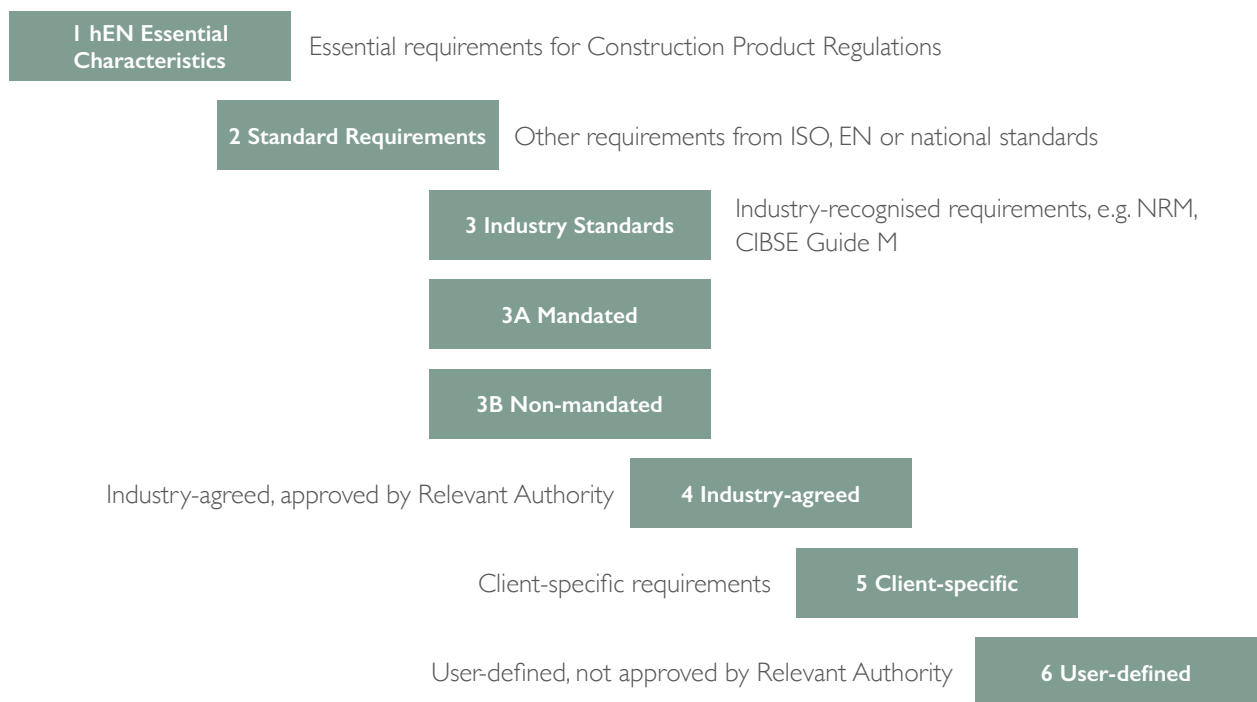 1 hEN Essential
Characteristics
Essential requirements for Construction Product Regulations
2 Standard Requirements
Other requirements from ISO, EN or national standards
3 Industry Standards
Industry-recognised requirements, e.g. NRM,
CIBSE Guide M
3A Mandated
3B Non-mandated
Industry-agreed, approved by Relevant Authority
4 Industry-agreed
Client-specific requirements
5 Client-specific
User-defined, not approved by Relevant Authority
6 User-defined